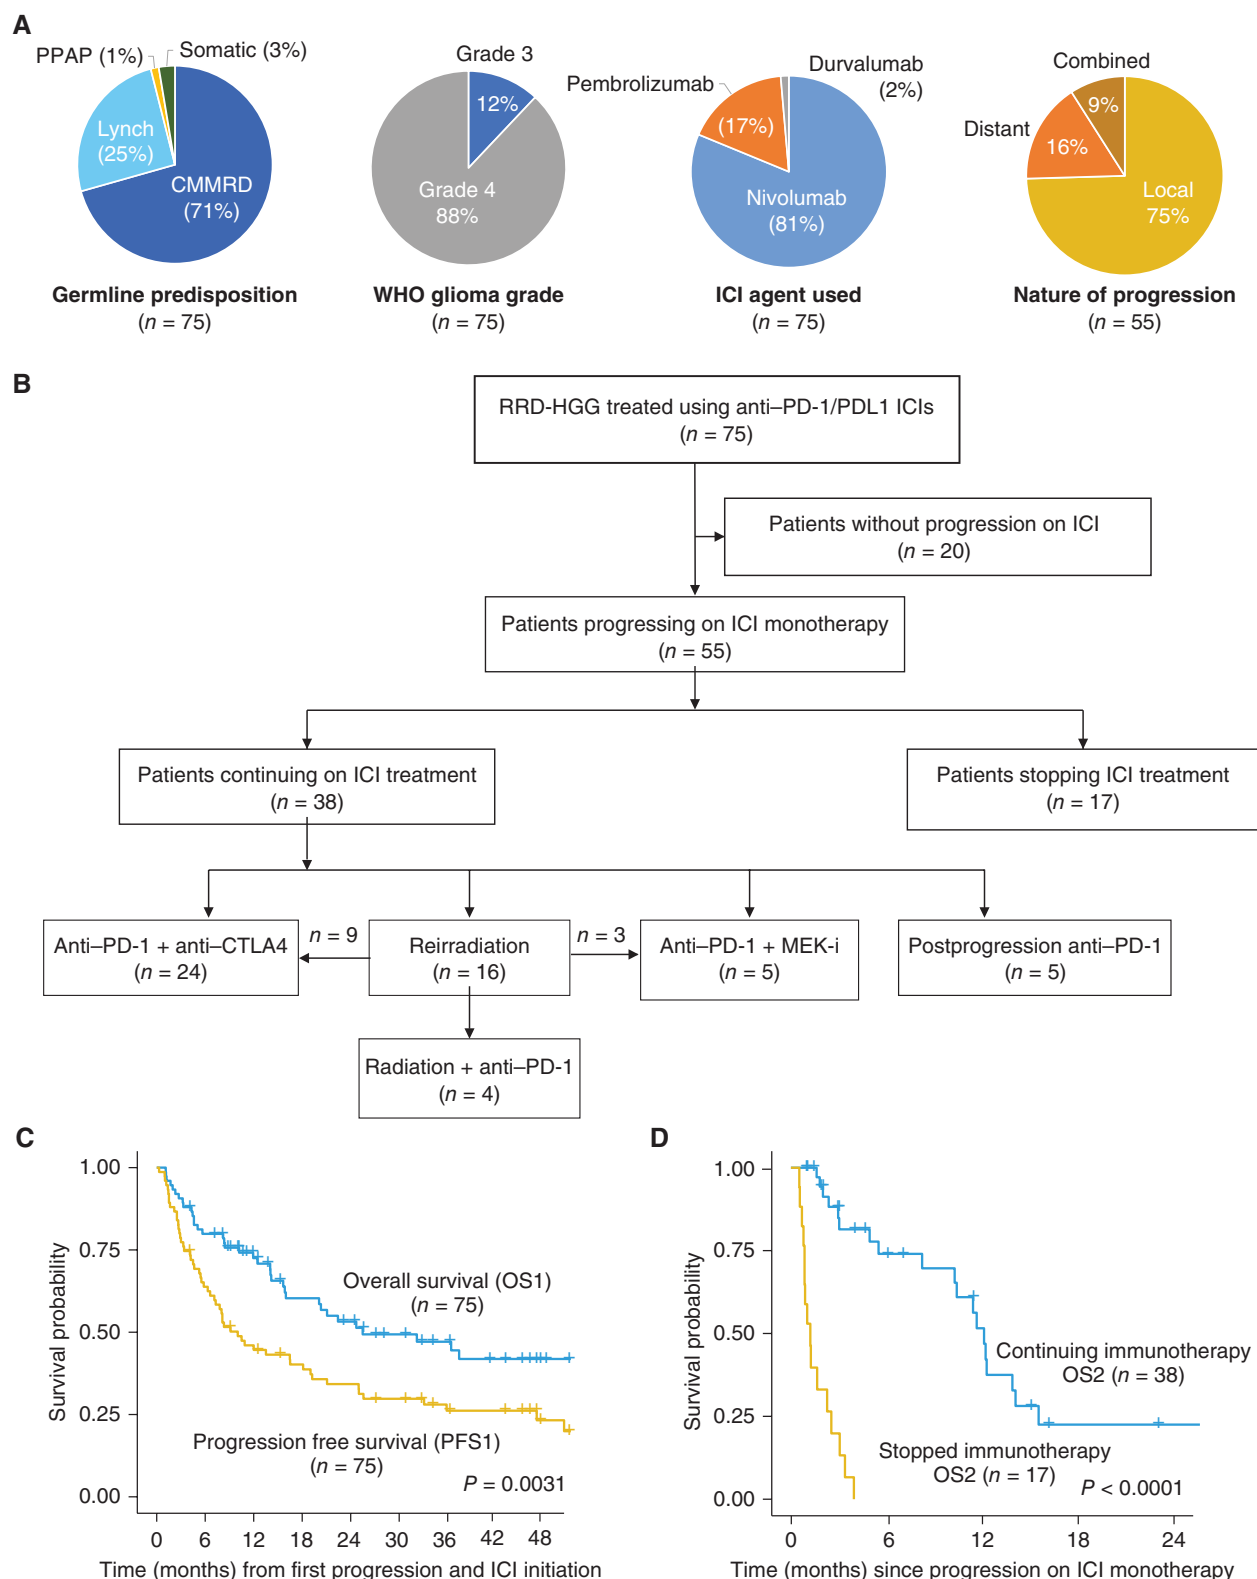 A
PPAP (1%)
Somatic (3%)
Lynch
(25%)
CMMRD
(71%)
Germline predisposition
(n = 75)
Grade 3
12%
Grade 4
88%
WHO glioma grade
(n = 75)
Pembrolizumab
(17%)
Durvalumab
(2%)
Nivolumab
(81%)
ICI agent used
(n = 75)
Combined
9%
Distant
16%
Local
75%
Nature of progression
(n = 55)
B
RRD-HGG treated using anti–PD-1/PDL1 ICIs
(n = 75)
Patients without progression on ICI
(n = 20)
Patients progressing on ICI monotherapy
(n = 55)
Patients continuing on ICI treatment
(n = 38)
Patients stopping ICI treatment
(n = 17)
Anti–PD-1 + anti–CTLA4
(n = 24)
n = 9
Reirradiation
(n = 16)
n = 3
Anti–PD-1 + MEK-i
(n = 5)
Postprogression anti–PD-1
(n = 5)
Radiation + anti–PD-1
(n = 4)
C
Survival probability
1.00
0.75
0.50
0.25
0.00
Overall survival (OS1)
(n = 75)
Progression free survival (PFS1)
(n = 75)
P = 0.0031
0 6 12 18 24 30 36 42 48
Time (months) from first progression and ICI initiation
D
Survival probability
1.00
0.75
0.50
0.25
0.00
Continuing immunotherapy
OS2 (n = 38)
Stopped immunotherapy
OS2 (n = 17)
P < 0.0001
0 6 12 18 24
Time (months) since progression on ICI monotherapy